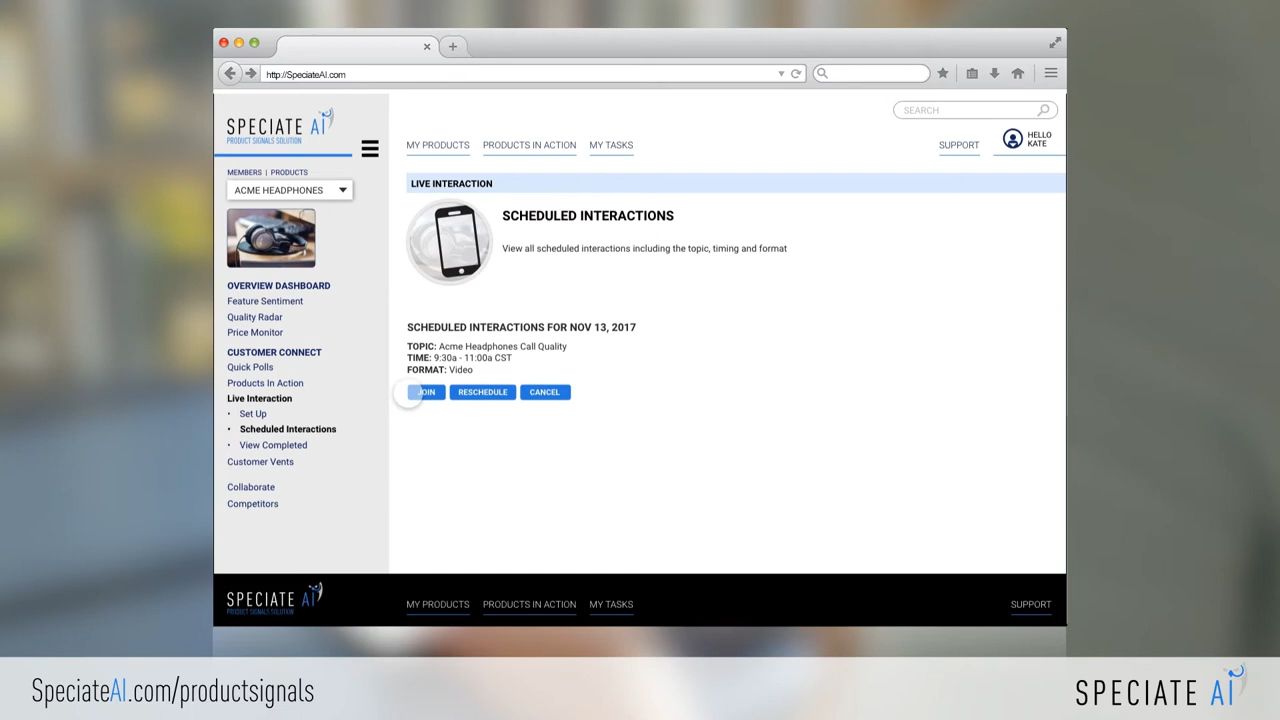 http://SpeciateAI.com
SPECIATE AI
PRODUCT SIGNALS SOLUTION
SEARCH
HELLO KATE
MY PRODUCTS PRODUCTS IN ACTION MY TASKS
SUPPORT
MEMBERS | PRODUCTS
ACME HEADPHONES
OVERVIEW DASHBOARD
Feature Sentiment
Quality Radar
Price Monitor
CUSTOMER CONNECT
Quick Polls
Products In Action
Live Interaction
• Set Up
• Scheduled Interactions
• View Completed
Customer Vents
Collaborate
Competitors
LIVE INTERACTION
SCHEDULED INTERACTIONS
View all scheduled interactions including the topic, timing and format
SCHEDULED INTERACTIONS FOR NOV 13, 2017
TOPIC: Acme Headphones Call Quality
TIME: 9:30a - 11:00a CST
FORMAT: Video
JOIN RESCHEDULE CANCEL
SPECIATE AI
PRODUCT SIGNALS SOLUTION
MY PRODUCTS PRODUCTS IN ACTION MY TASKS
SUPPORT
SpeciateAI.com/productsignals
SPECIATE AI